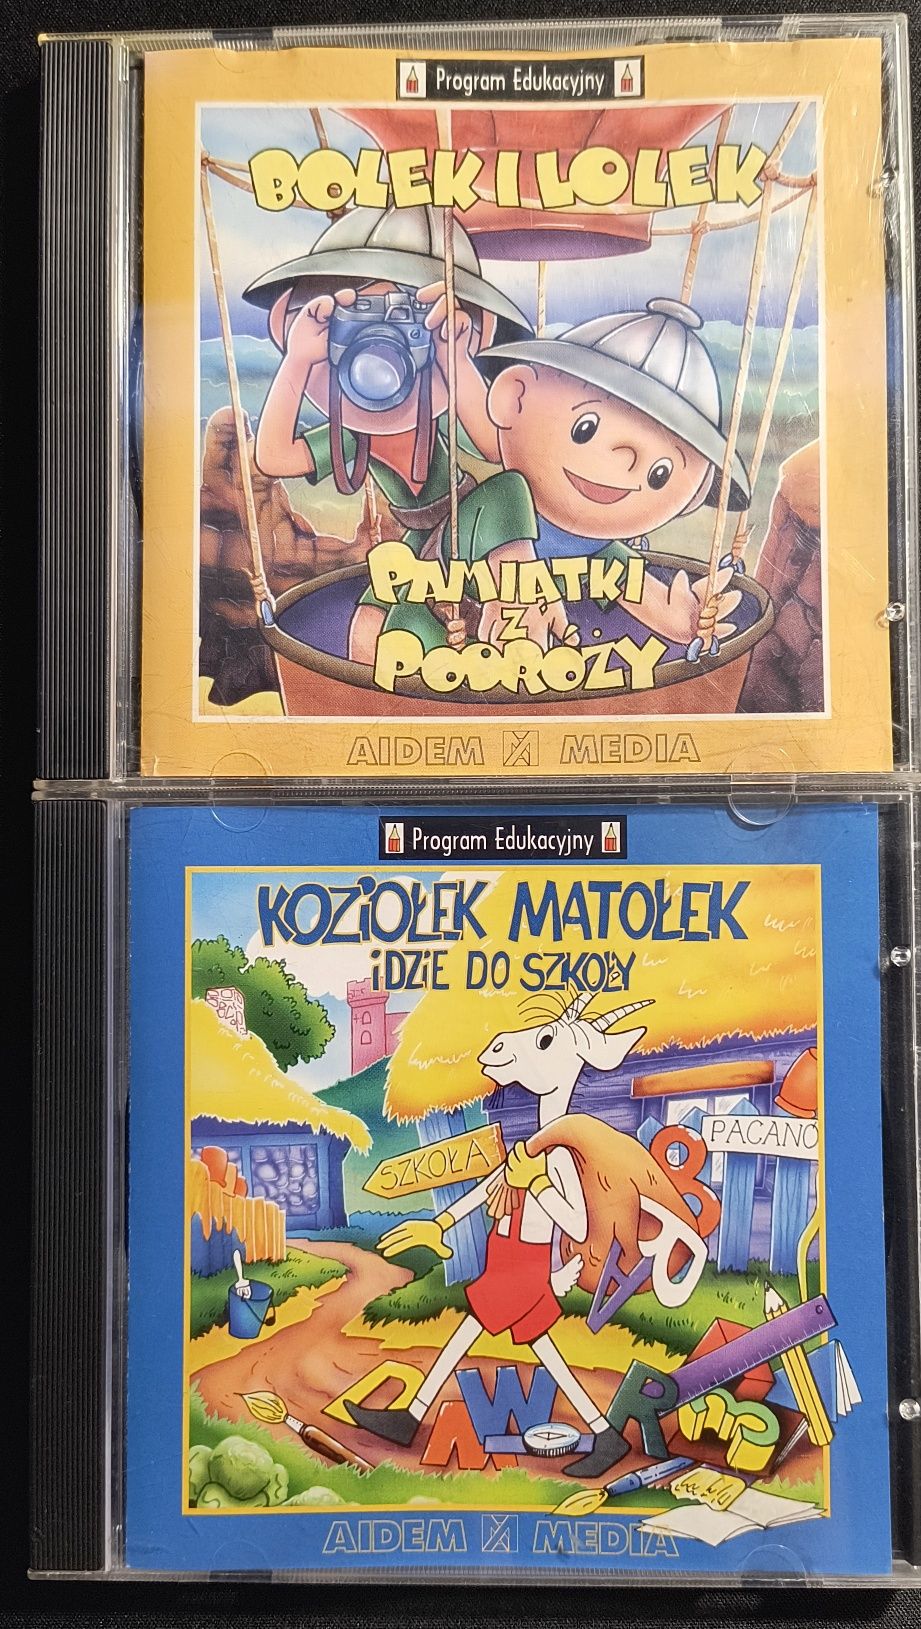 Program Edukacyjny
BOLEK I LOLEK
PAMIĄTKI
Z
PODRÓŻY
AIDEM MEDIA
Program Edukacyjny
KOZIOŁEK MATOŁEK
iDZiE DO SZKOŁY
SZKOŁA
PACANÓ
B
R
A
W
R
AIDEM MEDIA